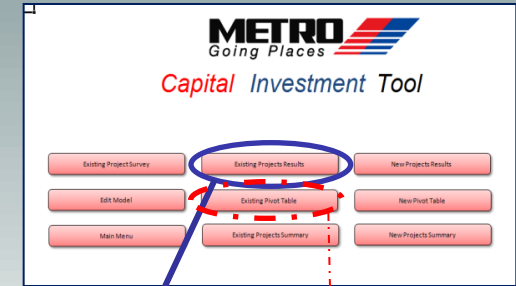 METRO
Going Places
Capital Investment Tool
Existing Project Survey
Existing Projects Results
New Projects Results
Edit Model
Existing Pivot Table
New Pivot Table
Main Menu
Existing Projects Summary
New Projects Summary